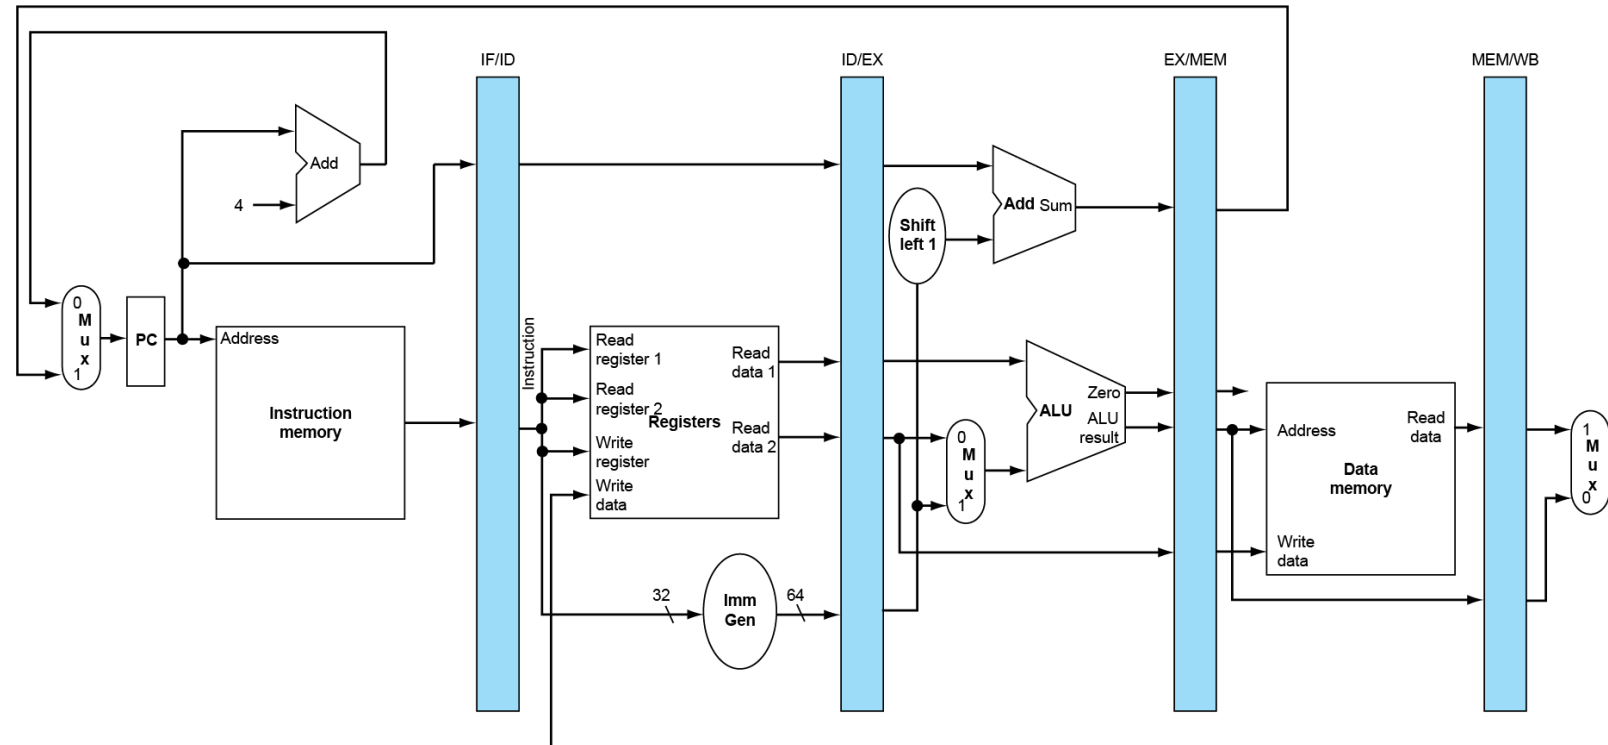 IF/ID
ID/EX
EX/MEM
MEM/WB
Add
4
Shift
left 1
Add Sum
0
M
u
x
1
PC
Address
Instruction
memory
Instruction
Read
register 1
Read
register 2
Write
register
Write
data
Registers
Read
data 1
Read
data 2
32
Imm
Gen
64
0
M
u
x
1
Zero
ALU
ALU
result
Address
Read
data
Data
memory
Write
data
1
M
u
x
0